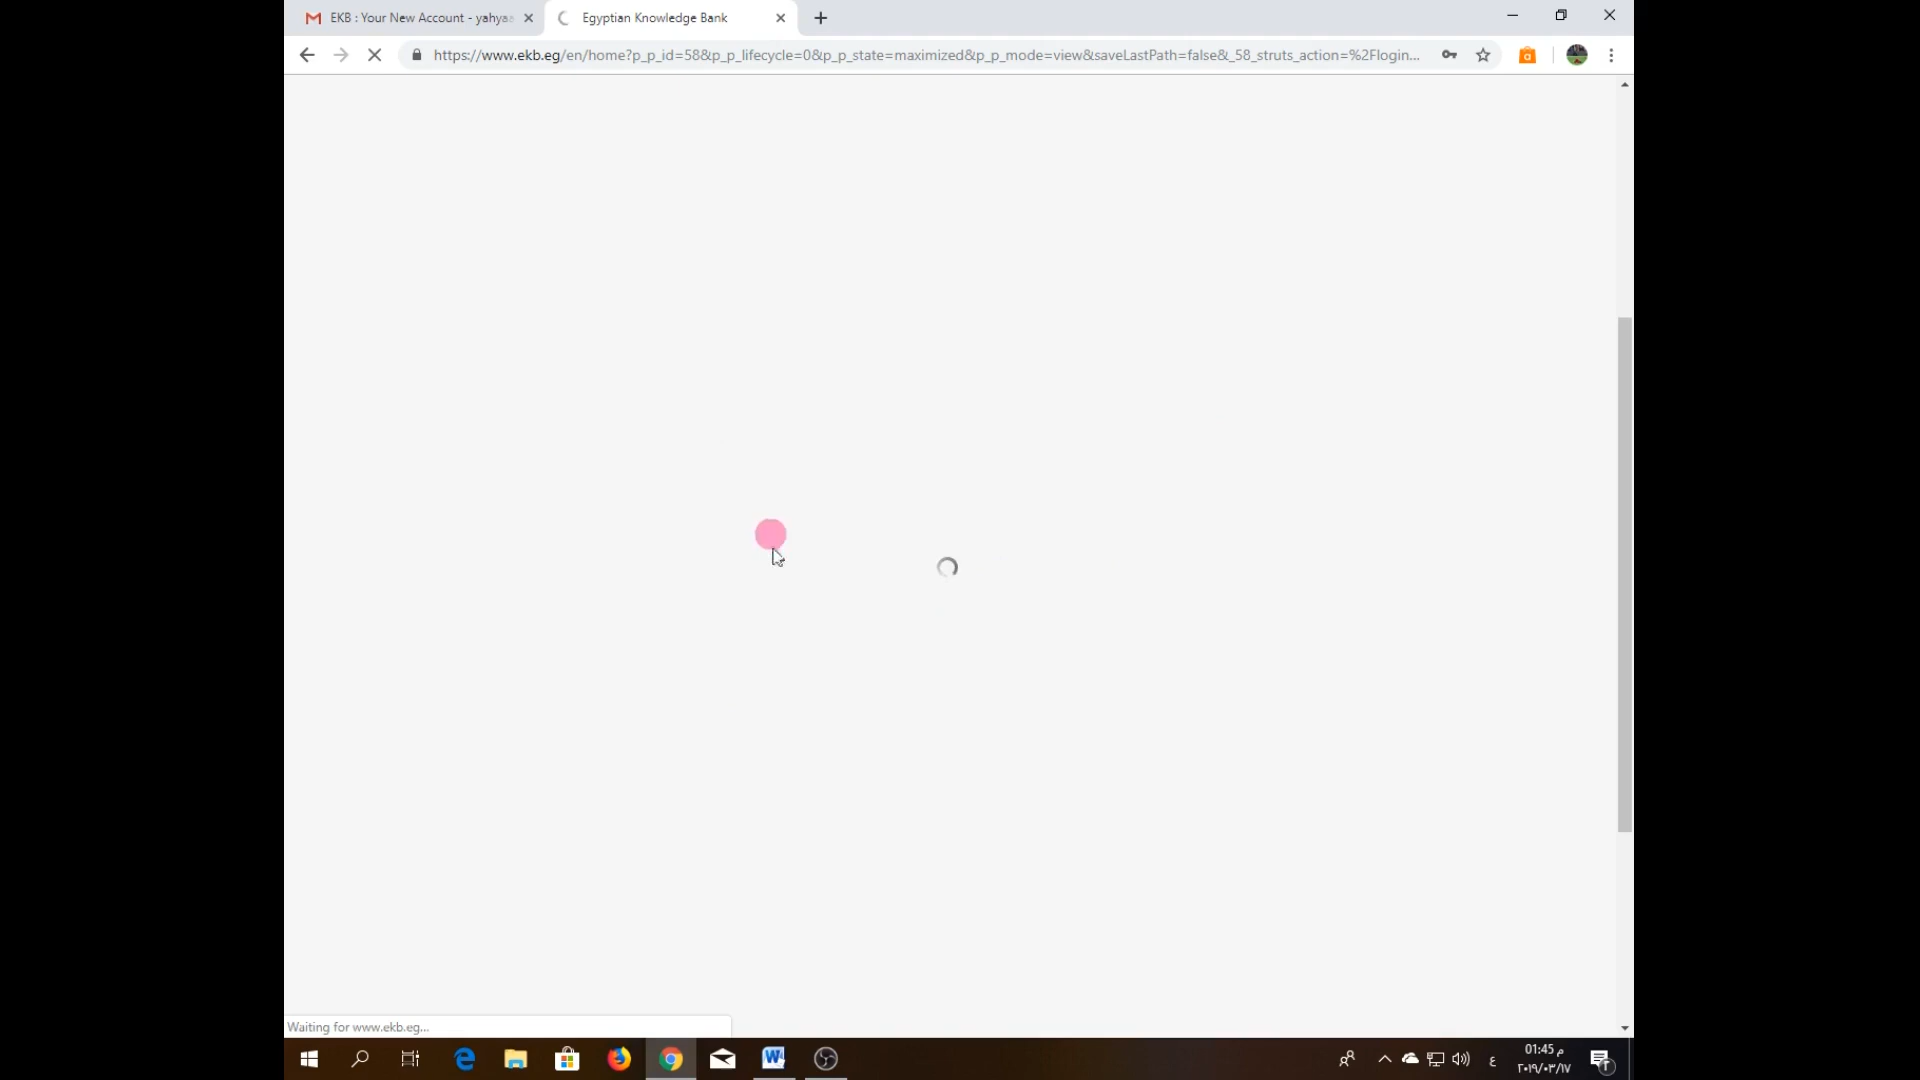 EKB : Your New Account - yahyaa
Egyptian Knowledge Bank
https://www.ekb.eg/en/home?p_p_id=58&p_p_lifecycle=0&p_p_state=maximized&p_p_mode=view&saveLastPath=false&_58_struts_action=%2Flogin...
Waiting for www.ekb.eg...
ع
01:45 م
٢٠١٩/٠٣/١٧